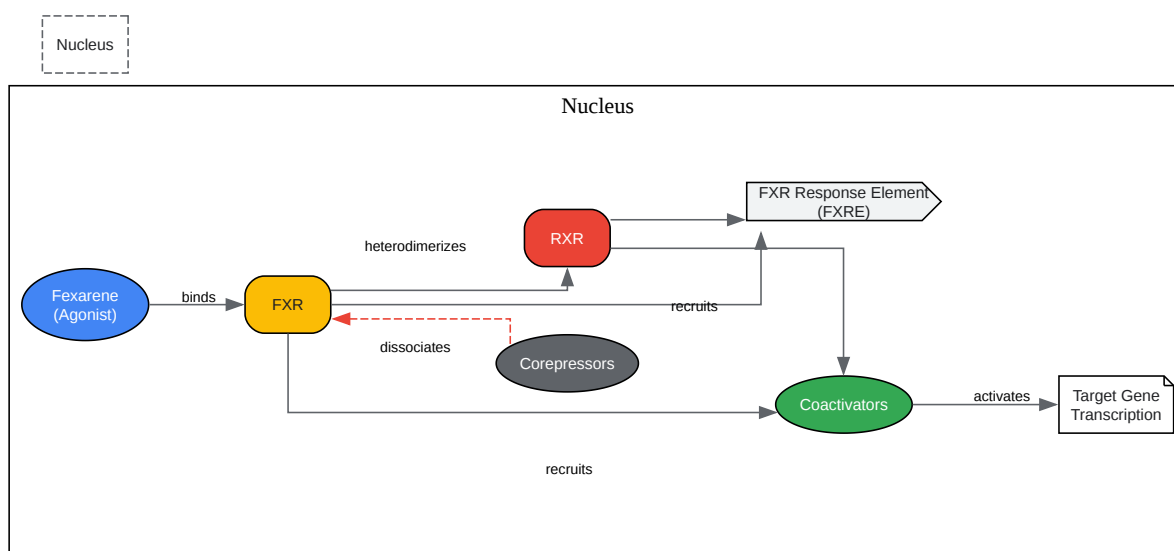 Nucleus
Nucleus
FXR Response Element
(FXRE)
RXR
heterodimerizes
Fexarene
(Agonist)
binds
FXR
recruits
dissociates
Corepressors
Coactivators
activates
Target Gene
Transcription
recruits